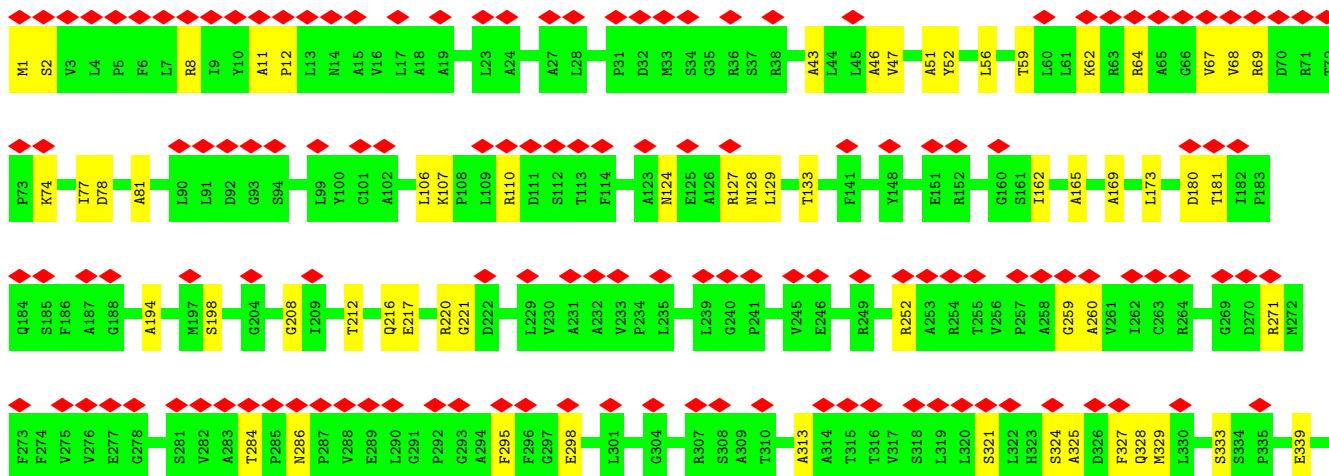 M1 S2 V3 L4 P5 F6 L7 R8 I9 Y10 A11 P12 L13 N14 A15 V16 L17 A18 A19 L23 A24 A27 L28 P31 D32 M33 S34 G35 R36 S37 R38 A43 L44 L45 A46 V47 A51 Y52 L56 T59 L60 L61 K62 R63 R64 A65 G66 V67 V68 R69 D70 R71 T72
P73 K74 I77 D78 A81 L90 L91 D92 G93 S94 L99 Y100 C101 A102 L106 K107 P108 L109 R110 D111 S112 T113 F114 A123 N124 E125 A126 R127 N128 L129 T133 F141 Y148 E151 R152 G160 S161 I162 A165 A169 L173 D180 T181 I182 P183
Q184 S185 F186 A187 G188 A194 M197 S198 G204 G208 I209 T212 Q216 E217 R220 G221 D222 L229 V230 A231 A232 V233 P234 L235 L239 G240 P241 V245 E246 R249 R252 A253 R254 T255 V256 P257 A258 G259 A260 V261 I262 C263 R264 G269 D270 R271 M272
F273 F274 V275 V276 E277 G278 S281 V282 A283 T284 P285 N286 P287 V288 E289 L290 G291 P292 G293 A294 F295 F296 G297 E298 L301 G304 R307 S308 A309 T310 A313 A314 T315 T316 V317 S318 L319 L320 S321 L322 H323 S324 A325 D326 F327 Q328 M329 L330 S333 S334 P335 E339